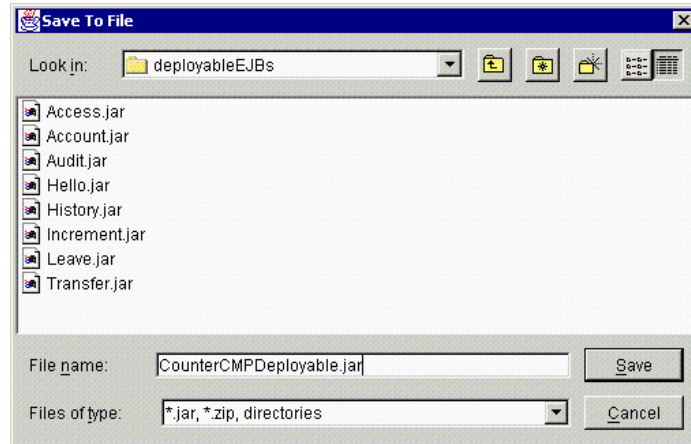 Save To File
Look in: deployableEJBs
Access.jar
Account.jar
Audit.jar
Hello.jar
History.jar
Increment.jar
Leave.jar
Transfer.jar
File name: CounterCMPDeployable.jar Save
Files of type: *.jar, *.zip, directories Cancel